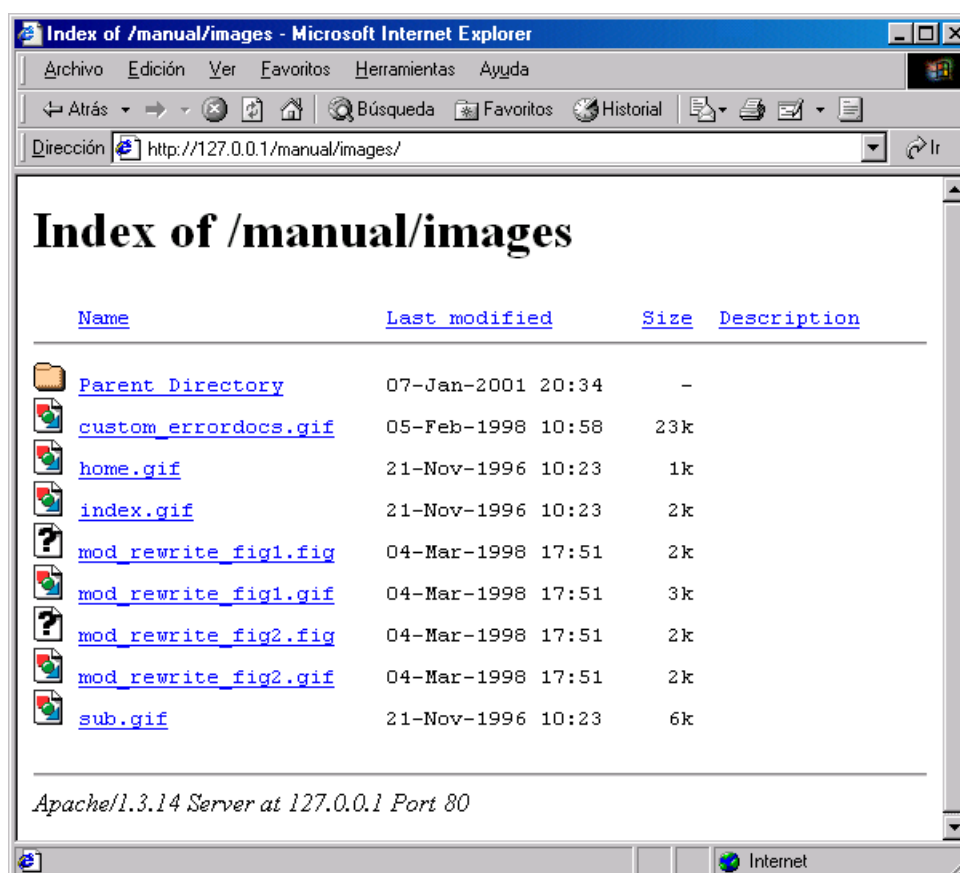 Index of /manual/images - Microsoft Internet Explorer
Archivo Edición Ver Favoritos Herramientas Ayuda
Atrás Búsqueda Favoritos Historial
Dirección http://127.0.0.1/manual/images/ Ir
Index of /manual/images
Name Last modified Size Description
Parent Directory 07-Jan-2001 20:34 -
custom_errordocs.gif 05-Feb-1998 10:58 23k
home.gif 21-Nov-1996 10:23 1k
index.gif 21-Nov-1996 10:23 2k
mod_rewrite_fig1.fig 04-Mar-1998 17:51 2k
mod_rewrite_fig1.gif 04-Mar-1998 17:51 3k
mod_rewrite_fig2.fig 04-Mar-1998 17:51 2k
mod_rewrite_fig2.gif 04-Mar-1998 17:51 2k
sub.gif 21-Nov-1996 10:23 6k
Apache/1.3.14 Server at 127.0.0.1 Port 80
Internet